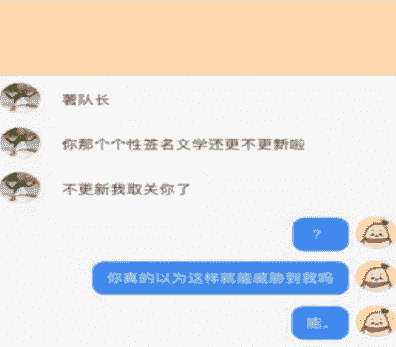 薯队长
你那个个性签名文学还更不更新啦
不更新我取关你了
?
你真的以为这样就能威胁到我吗
能。